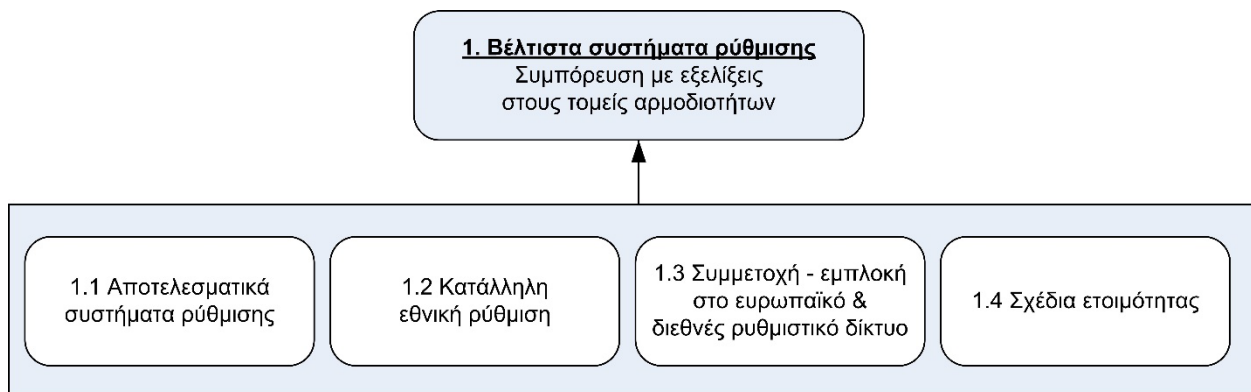 1. Βέλτιστα συστήματα ρύθμισης
Συμπόρευση με εξελίξεις
στους τομείς αρμοδιοτήτων
1.1 Αποτελεσματικά
συστήματα ρύθμισης
1.2 Κατάλληλη
εθνική ρύθμιση
1.3 Συμμετοχή - εμπλοκή
στο ευρωπαϊκό &
διεθνές ρυθμιστικό δίκτυο
1.4 Σχέδια ετοιμότητας